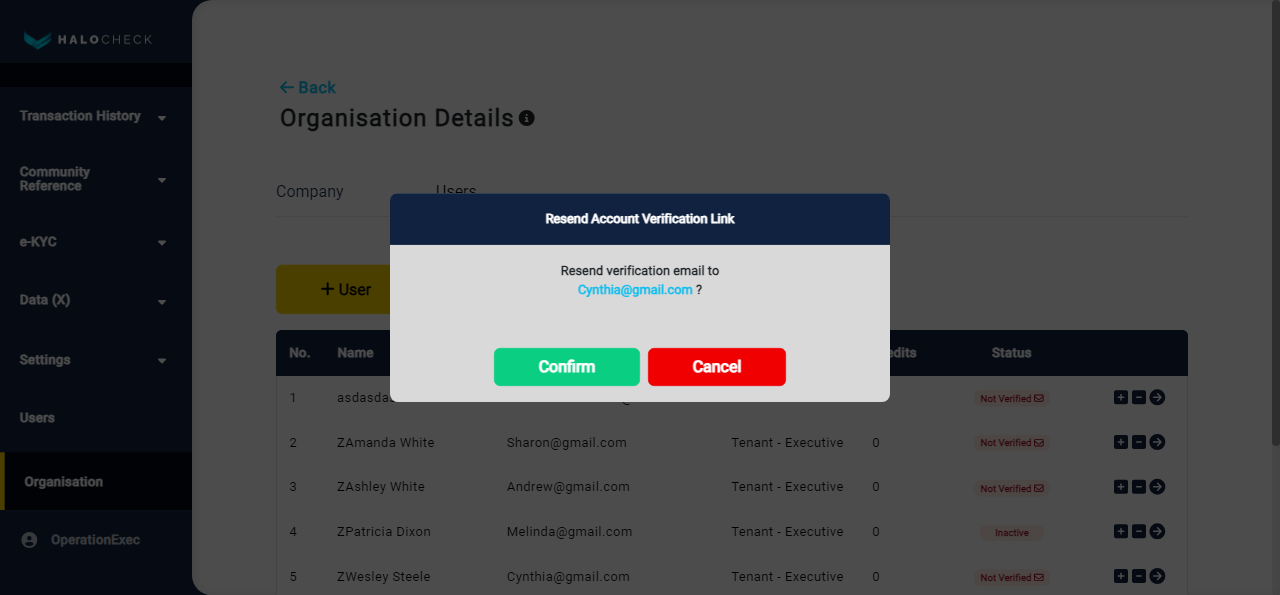 HALOCHECK
Transaction History
Community
Reference
e-KYC
Data (X)
Settings
Users
Organisation
OperationExec
Back
Organisation Details
Company Users
+ User
Resend Account Verification Link
Resend verification email to
Cynthia@gmail.com ?
Confirm Cancel
No. Name Status
1 Not Verified
2 ZAmanda White Sharon@gmail.com Tenant - Executive 0 Not Verified
3 ZAshley White Andrew@gmail.com Tenant - Executive 0 Not Verified
4 ZPatricia Dixon Melinda@gmail.com Tenant - Executive 0 Inactive
5 ZWesley Steele Cynthia@gmail.com Tenant - Executive 0 Not Verified